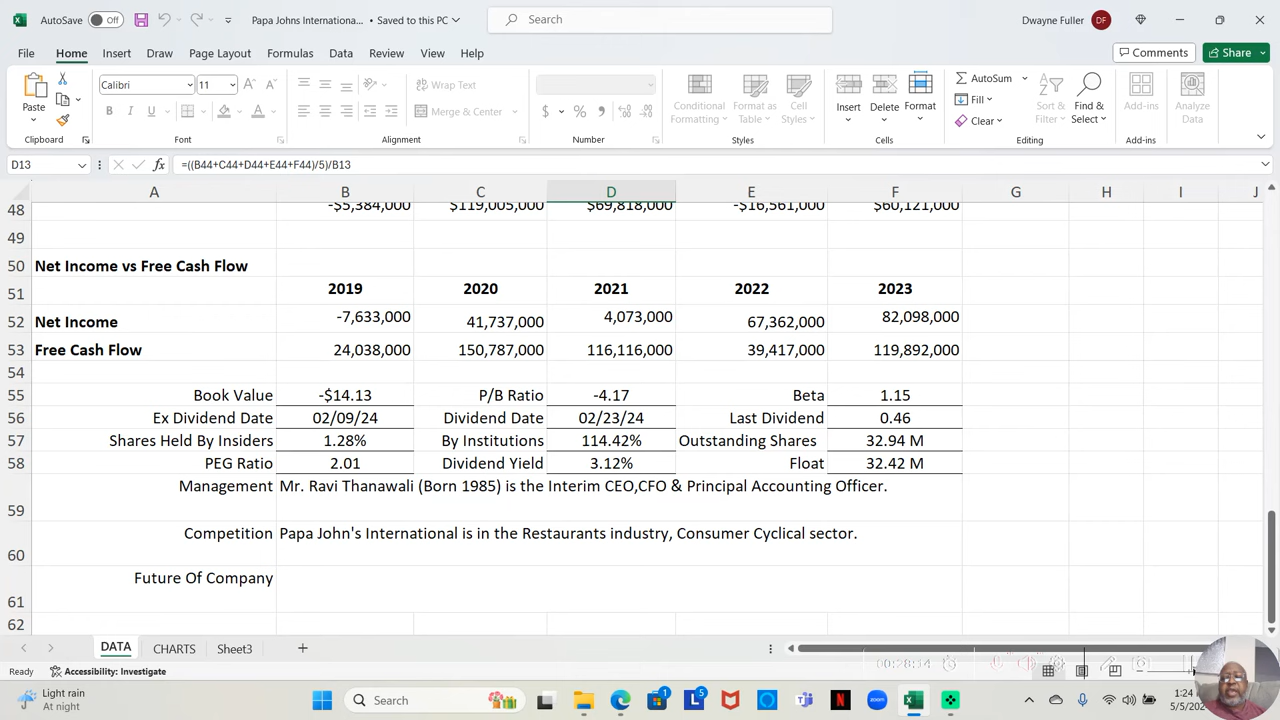 AutoSave Off Papa Johns Internationa... • Saved to this PC Search Dwayne Fuller DF
File Home Insert Draw Page Layout Formulas Data Review View Help Comments Share
Paste Calibri 11 Wrap Text Merge & Center Conditional Formatting Format as Table Cell Styles Insert Delete Format AutoSum Fill Clear Sort & Filter Find & Select Add-ins Analyze Data
Clipboard Font Alignment Number Styles Cells Editing Add-ins
D13 fx =((B44+C44+D44+E44+F44)/5)/B13
A B C D E F G H I J
48 -$5,384,000 $119,005,000 $69,818,000 -$16,561,000 $60,121,000
49
50 Net Income vs Free Cash Flow
51 2019 2020 2021 2022 2023
52 Net Income -7,633,000 41,737,000 4,073,000 67,362,000 82,098,000
53 Free Cash Flow 24,038,000 150,787,000 116,116,000 39,417,000 119,892,000
54
55 Book Value -$14.13 P/B Ratio -4.17 Beta 1.15
56 Ex Dividend Date 02/09/24 Dividend Date 02/23/24 Last Dividend 0.46
57 Shares Held By Insiders 1.28% By Institutions 114.42% Outstanding Shares 32.94 M
58 PEG Ratio 2.01 Dividend Yield 3.12% Float 32.42 M
59 Management Mr. Ravi Thanawali (Born 1985) is the Interim CEO,CFO & Principal Accounting Officer.
60 Competition Papa John's International is in the Restaurants industry, Consumer Cyclical sector.
61 Future Of Company
62
DATA CHARTS Sheet3
Ready Accessibility: Investigate 00:28:34
Light rain At night Search 1:24
5/5/202